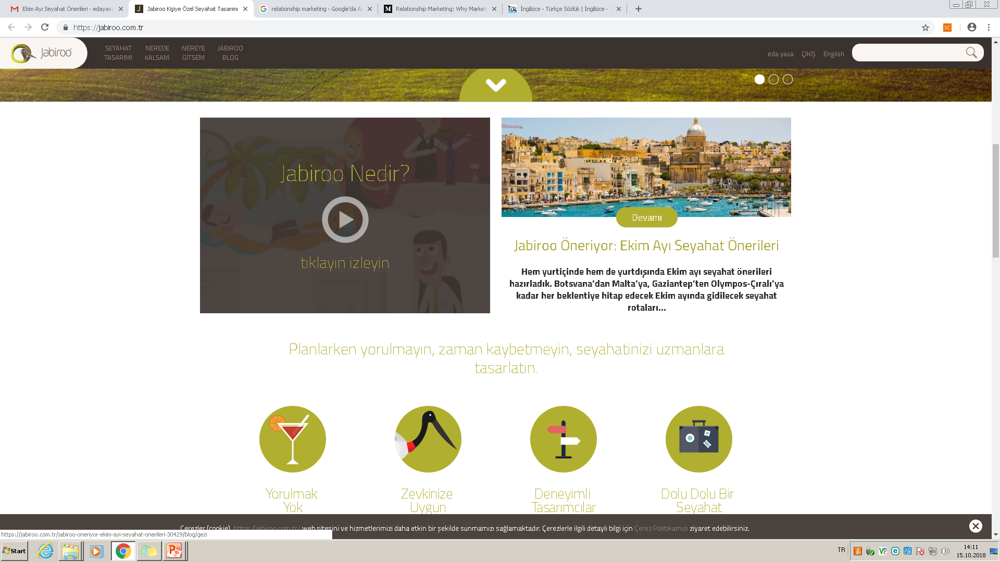 Ekim Ayı Seyahat Önerileri - edayasa
Jabiroo Kişiye Özel Seyahat Tasarımı
relationship marketing - Google'da A
Relationship Marketing: Why Marketi
İngilizce - Türkçe Sözlük | İngilizce - T
https://jabiroo.com.tr
SC
Jabiroo
SEYAHAT
TASARIMI
NEREDE
KALSAM
NEREYE
GİTSEM
JABIROO
BLOG
eda yasa
ÇIKIŞ
English
Jabiroo Nedir?
tıklayın izleyin
Devamı
Jabiroo Öneriyor: Ekim Ayı Seyahat Önerileri
Hem yurtiçinde hem de yurtdışında Ekim ayı seyahat önerileri
hazırladık. Botsvana’dan Malta’ya, Gaziantep’ten Olympos-Çıralı’ya
kadar her beklentiye hitap edecek Ekim ayında gidilecek seyahat
rotaları...
Planlarken yorulmayın, zaman kaybetmeyin, seyahatinizi uzmanlara
tasarlatın.
Yorulmak
Yok
Zevkinize
Uygun
Deneyimli
Tasarımcılar
Dolu Dolu Bir
Seyahat
Çerezler (cookie), https://jabiroo.com.tr/ web sitesini ve hizmetlerimizi daha etkin bir şekilde sunmamızı sağlamaktadır. Çerezlerle ilgili detaylı bilgi için Çerez Politikamızı ziyaret edebilirsiniz.
https://jabiroo.com.tr/jabiroo-oneriyor-ekim-ayi-seyahat-onerileri-30429/blog/gezi
Start
TR
14:11
15.10.2018